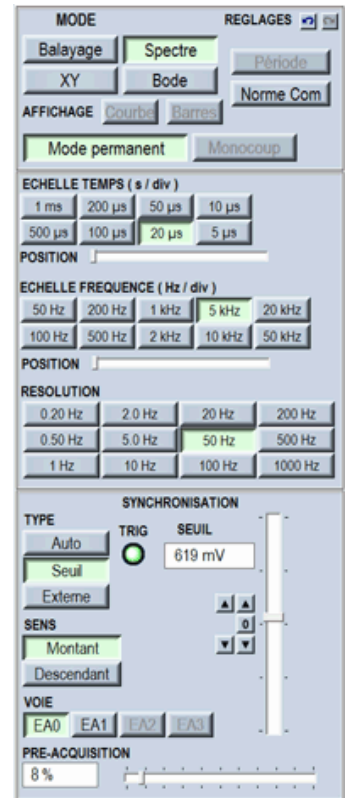 MODE REGLAGES
Balayage Spectre Période
XY Bode Norme Com
AFFICHAGE Courbe Barres
Mode permanent Monocoup
ECHELLE TEMPS ( s / div )
1 ms 200 µs 50 µs 10 µs
500 µs 100 µs 20 µs 5 µs
POSITION
ECHELLE FREQUENCE ( Hz / div )
50 Hz 200 Hz 1 kHz 5 kHz 20 kHz
100 Hz 500 Hz 2 kHz 10 kHz 50 kHz
POSITION
RESOLUTION
0.20 Hz 2.0 Hz 20 Hz 200 Hz
0.50 Hz 5.0 Hz 50 Hz 500 Hz
1 Hz 10 Hz 100 Hz 1000 Hz
SYNCHRONISATION
TYPE TRIG SEUIL
Auto 619 mV
Seuil
Externe
0
SENS
Montant
Descendant
VOIE
EA0 EA1 EA2 EA3
PRE-ACQUISITION
8 %